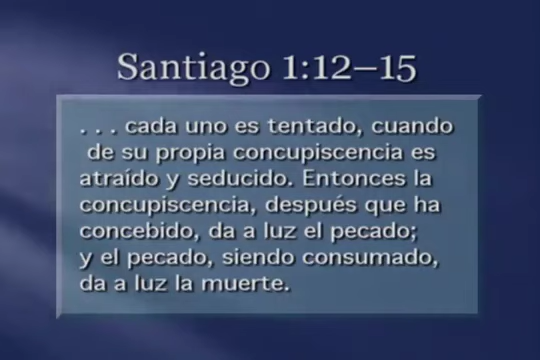 Santiago 1:12–15
. . . cada uno es tentado, cuando
de su propia concupiscencia es
atraído y seducido. Entonces la
concupiscencia, después que ha
concebido, da a luz el pecado;
y el pecado, siendo consumado,
da a luz la muerte.